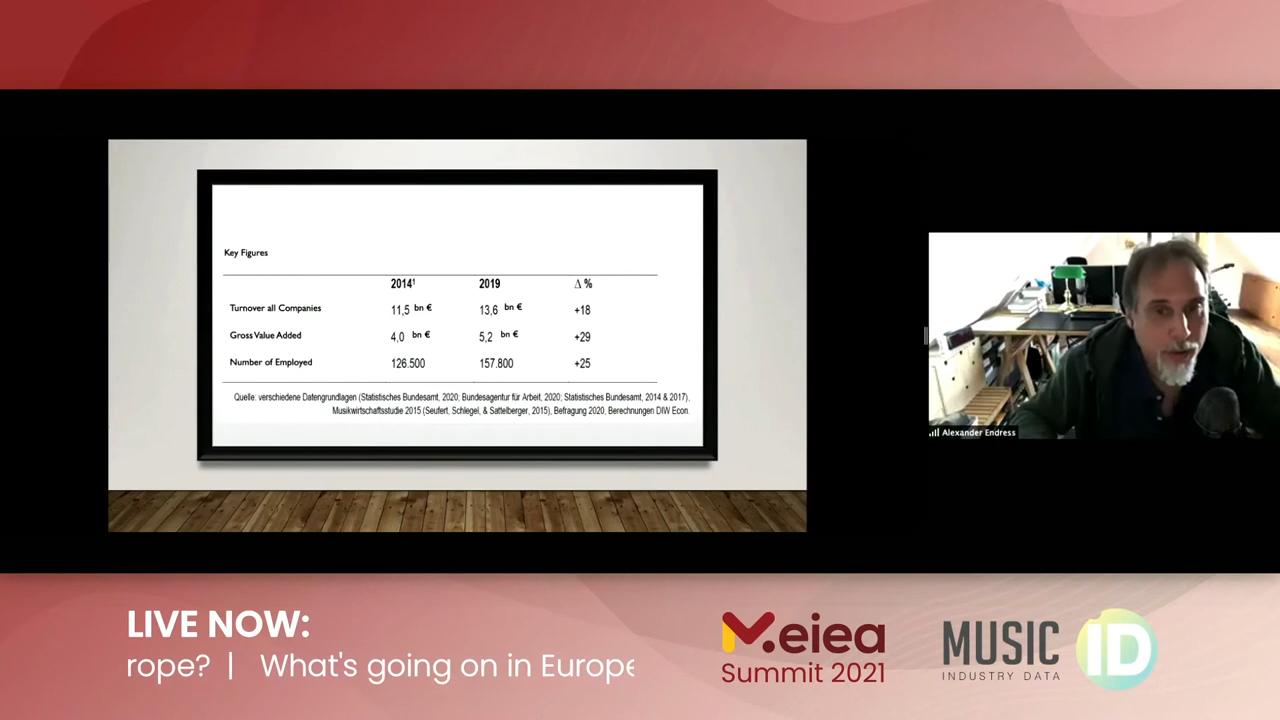 Key Figures
2014¹ 2019 Δ %
Turnover all Companies 11,5 bn € 13,6 bn € +18
Gross Value Added 4,0 bn € 5,2 bn € +29
Number of Employed 126.500 157.800 +25
Quelle: verschiedene Datengrundlagen (Statistisches Bundesamt, 2020; Bundesagentur für Arbeit, 2020; Statistisches Bundesamt, 2014 & 2017),
Musikwirtschaftsstudie 2015 (Seufert, Schlegel, & Sattelberger, 2015), Befragung 2020, Berechnungen DIW Econ.
Alexander Endress
LIVE NOW:
rope? | What's going on in Europe
meiea
Summit 2021
MUSIC
INDUSTRY DATA
ID